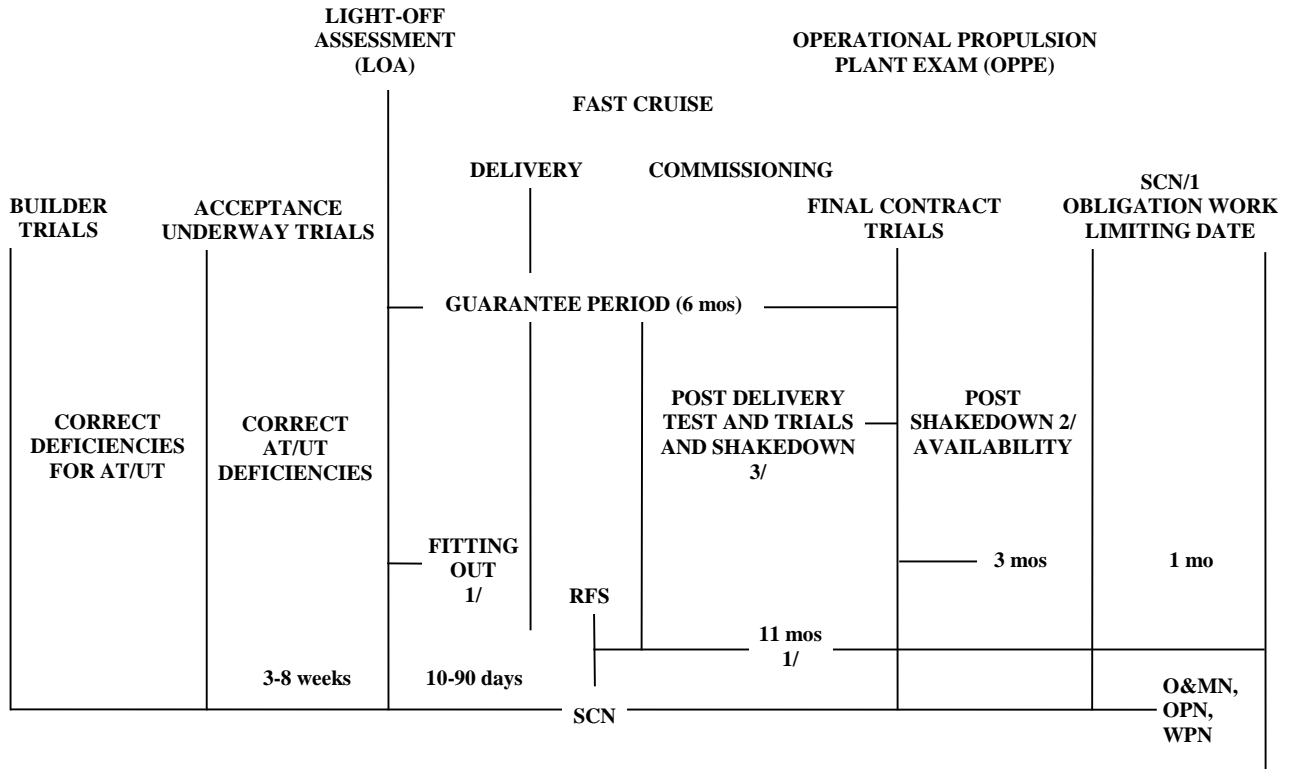 LIGHT-OFF
ASSESSMENT
(LOA)
OPERATIONAL PROPULSION
PLANT EXAM (OPPE)
FAST CRUISE
DELIVERY
COMMISSIONING
BUILDER
TRIALS
ACCEPTANCE
UNDERWAY TRIALS
FINAL CONTRACT
TRIALS
SCN/1
OBLIGATION WORK
LIMITING DATE
GUARANTEE PERIOD (6 mos)
CORRECT
DEFICIENCIES
FOR AT/UT
CORRECT
AT/UT
DEFICIENCIES
POST DELIVERY
TEST AND TRIALS
AND SHAKEDOWN
3/
POST
SHAKEDOWN 2/
AVAILABILITY
FITTING
OUT
1/
3 mos
1 mo
RFS
11 mos
1/
3-8 weeks
10-90 days
SCN
O&MN,
OPN,
WPN